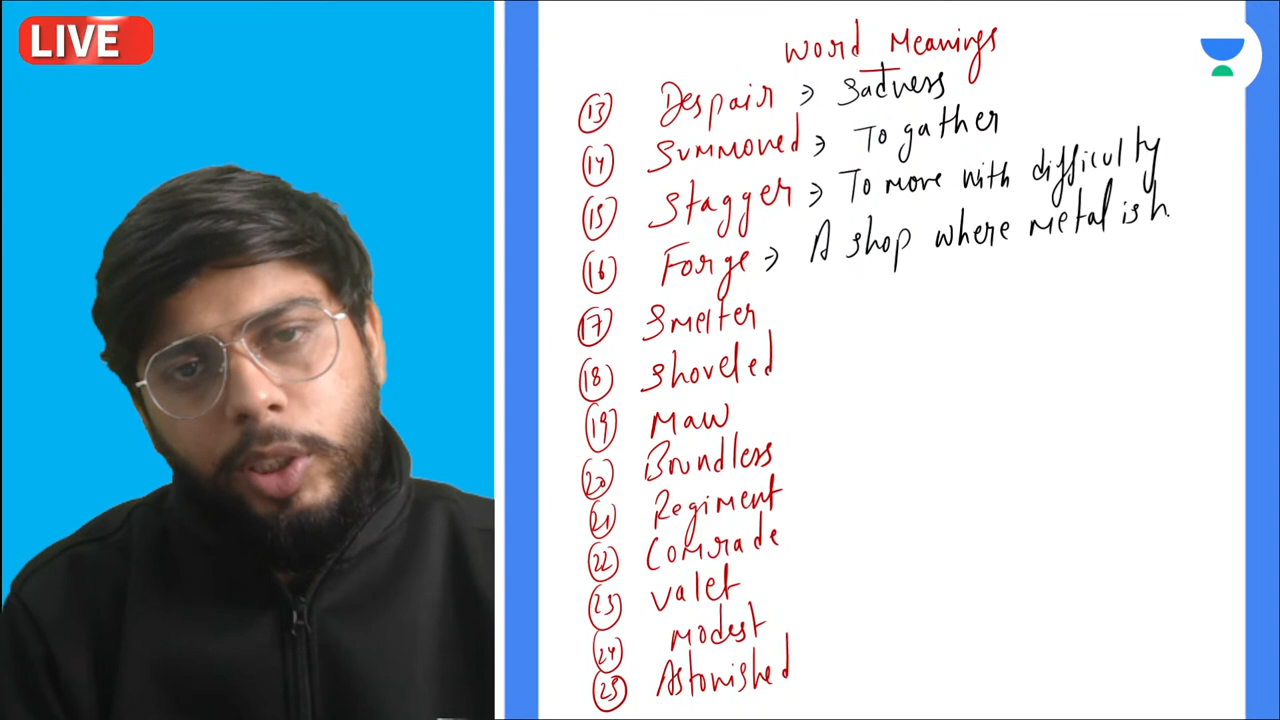 LIVE
Word Meanings
13 Despair → Sadness
14 Summoned → To gather
15 Stagger → To move with difficulty
16 Forge → A shop where metal is h
17 Smelter
18 Shoveled
19 Maw
20 Boundless
21 Regiment
22 Comrade
23 Valet
24 Modest
25 Astonished